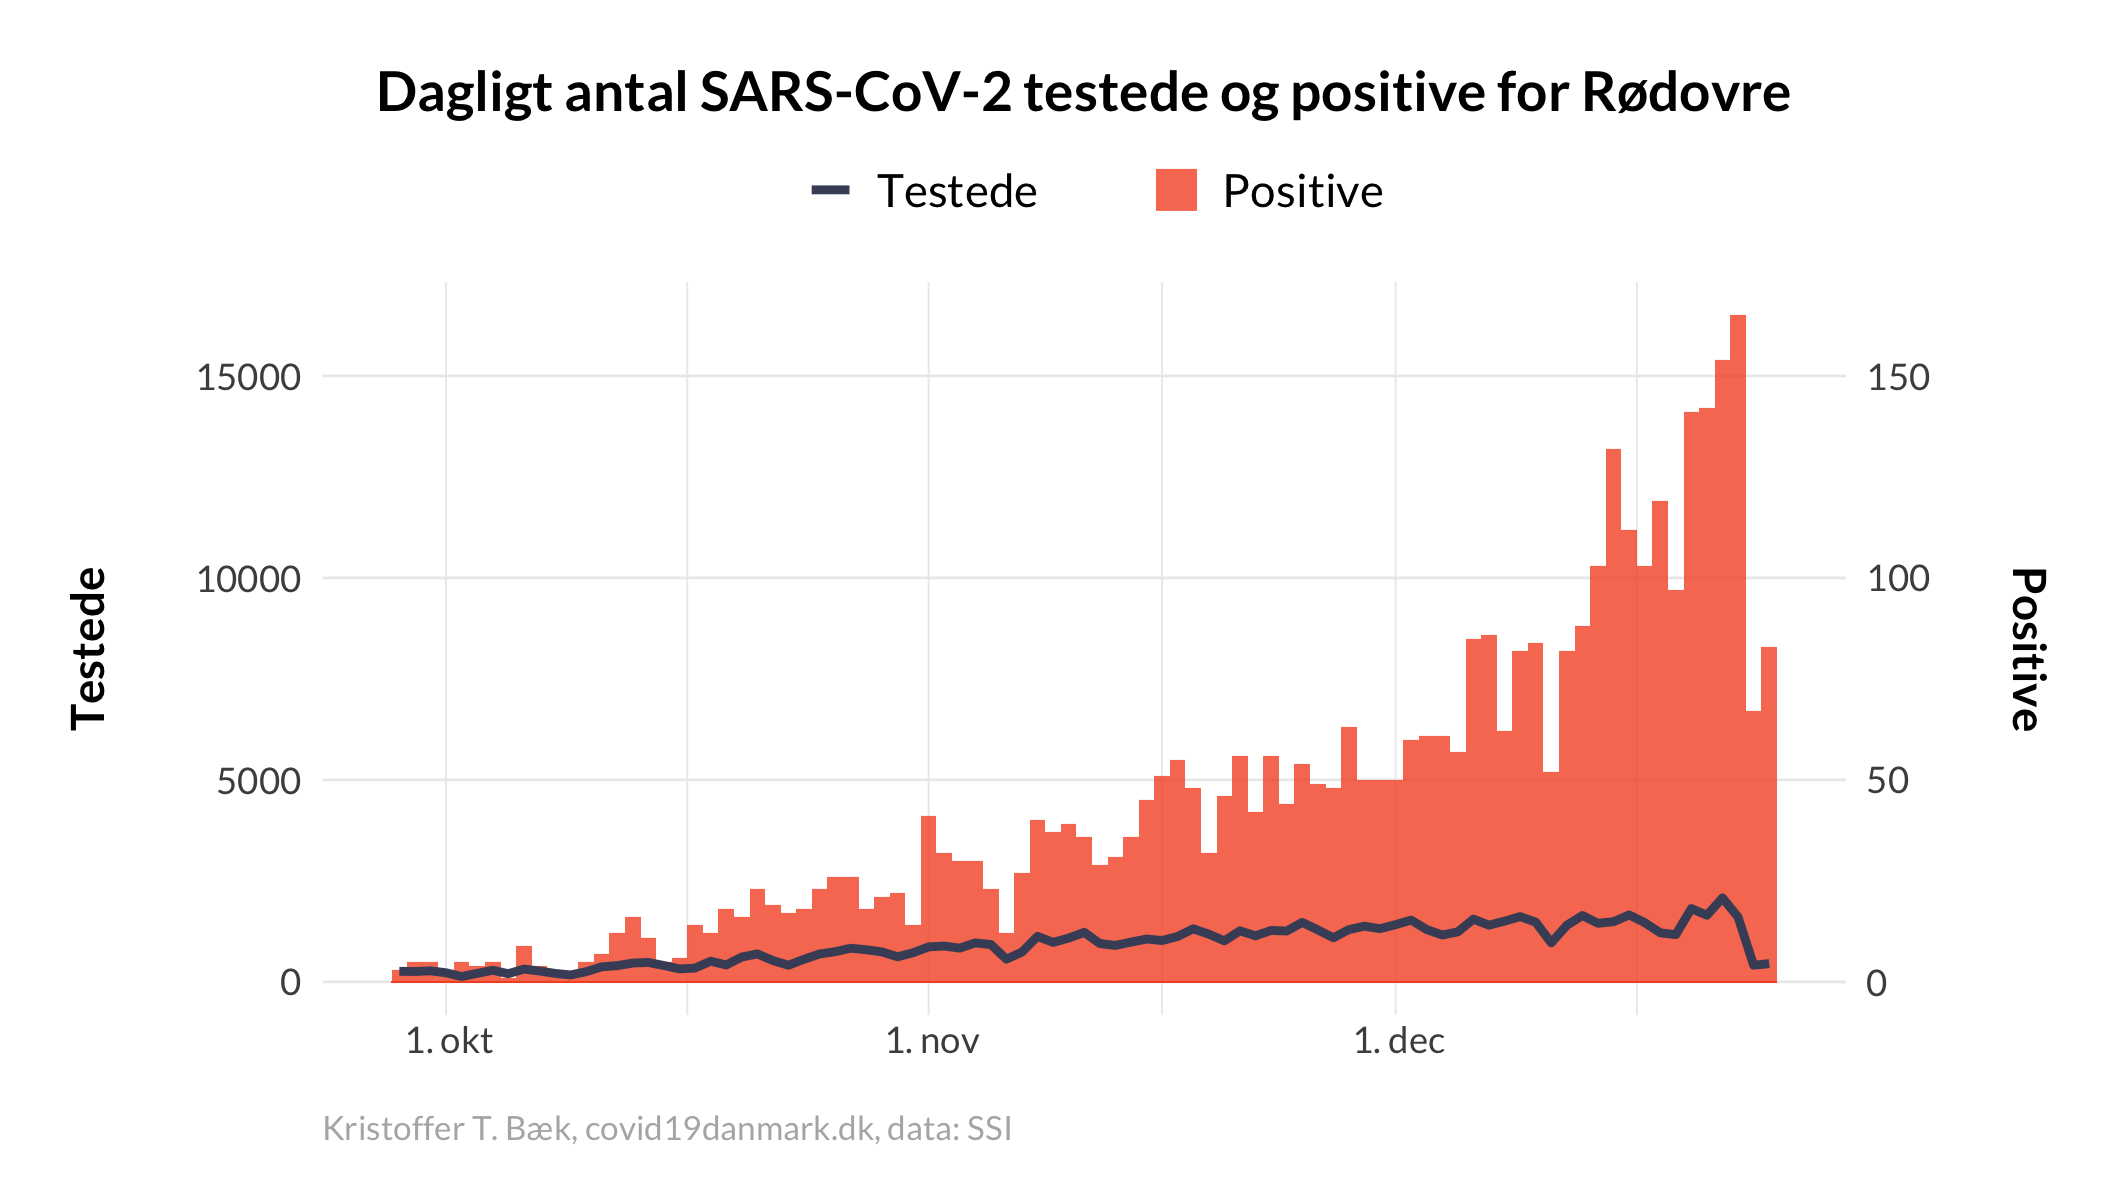 Dagligt antal SARS-CoV-2 testede og positive for Rødovre
Testede
Positive
15000
10000
5000
0
150
100
50
0
Testede
Positive
1. okt
1. nov
1. dec
Kristoffer T. Bæk, covid19danmark.dk, data: SSI